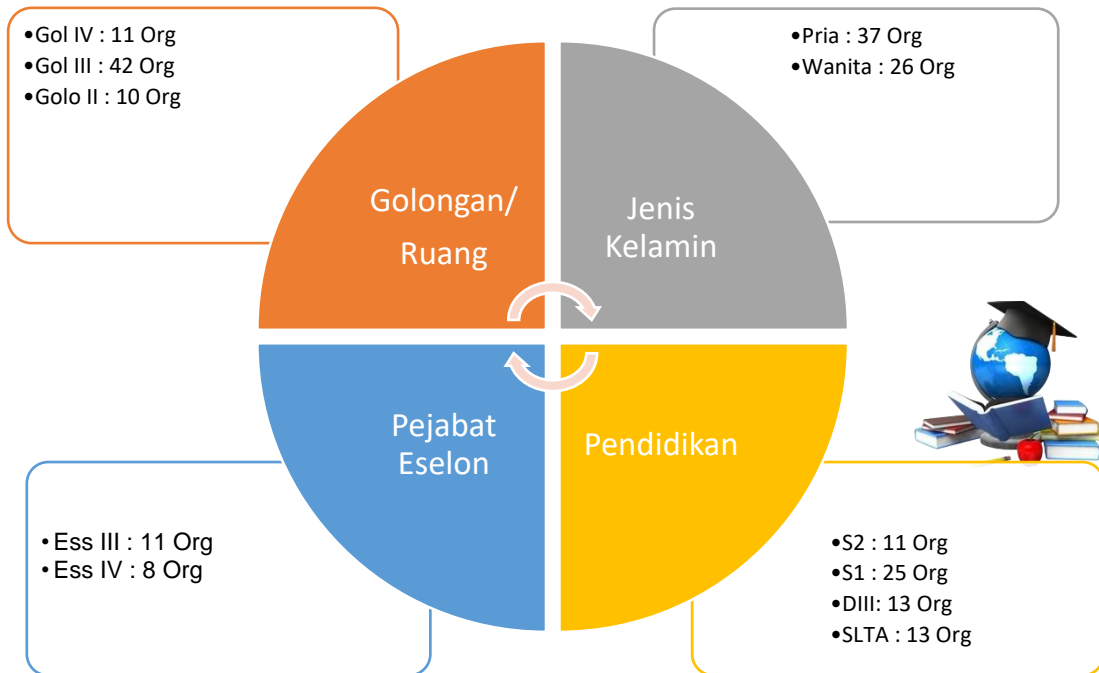 •Gol IV : 11 Org
•Gol III : 42 Org
•Golo II : 10 Org
•Pria : 37 Org
•Wanita : 26 Org
Golongan/
Ruang
Jenis
Kelamin
Pejabat
Eselon
Pendidikan
• Ess III : 11 Org
• Ess IV : 8 Org
•S2 : 11 Org
•S1 : 25 Org
•DIII: 13 Org
•SLTA : 13 Org